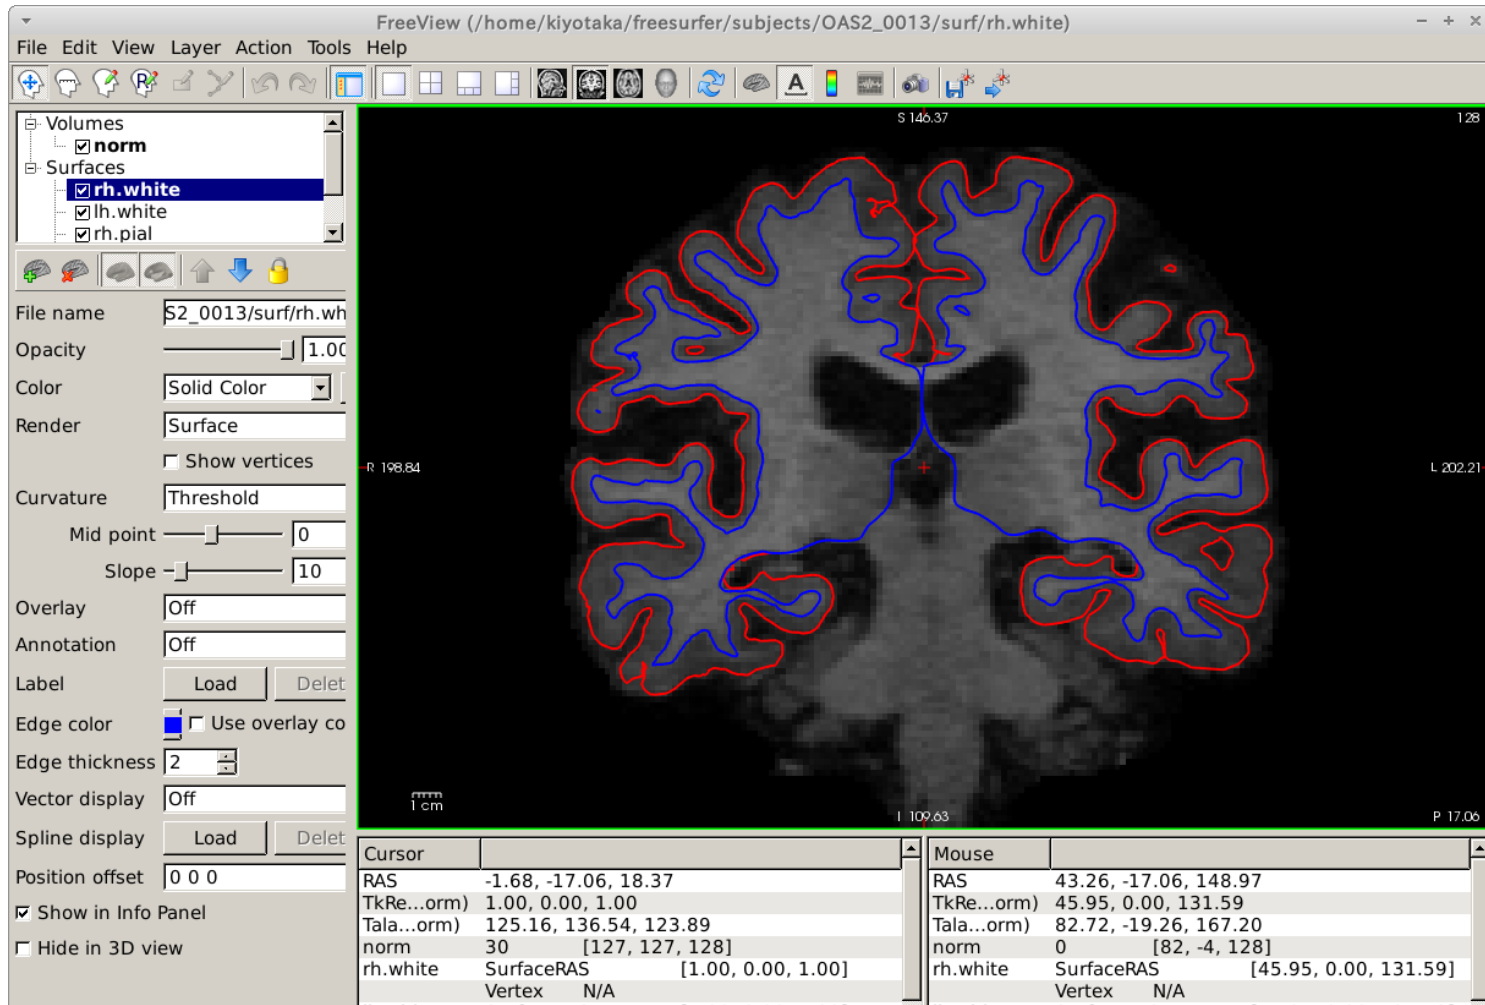 FreeView (/home/kiyotaka/freesurfer/subjects/OAS2_0013/surf/rh.white)
File Edit View Layer Action Tools Help
R
A
Volumes
norm
Surfaces
rh.white
lh.white
rh.pial
File name S2_0013/surf/rh.wh
Opacity 1.00
Color Solid Color
Render Surface
Show vertices
Curvature Threshold
Mid point 0
Slope 10
Overlay Off
Annotation Off
Label Load Delet
Edge color Use overlay co
Edge thickness 2
Vector display Off
Spline display Load Delet
Position offset 0 0 0
Show in Info Panel
Hide in 3D view
S 146.37
128
R 198.84
L 202.21
1 cm
I 109.63
P 17.06
Cursor
RAS -1.68, -17.06, 18.37
TkRe...orm) 1.00, 0.00, 1.00
Tala...orm) 125.16, 136.54, 123.89
norm 30 [127, 127, 128]
rh.white SurfaceRAS [1.00, 0.00, 1.00]
Vertex N/A
Mouse
RAS 43.26, -17.06, 148.97
TkRe...orm) 45.95, 0.00, 131.59
Tala...orm) 82.72, -19.26, 167.20
norm 0 [82, -4, 128]
rh.white SurfaceRAS [45.95, 0.00, 131.59]
Vertex N/A